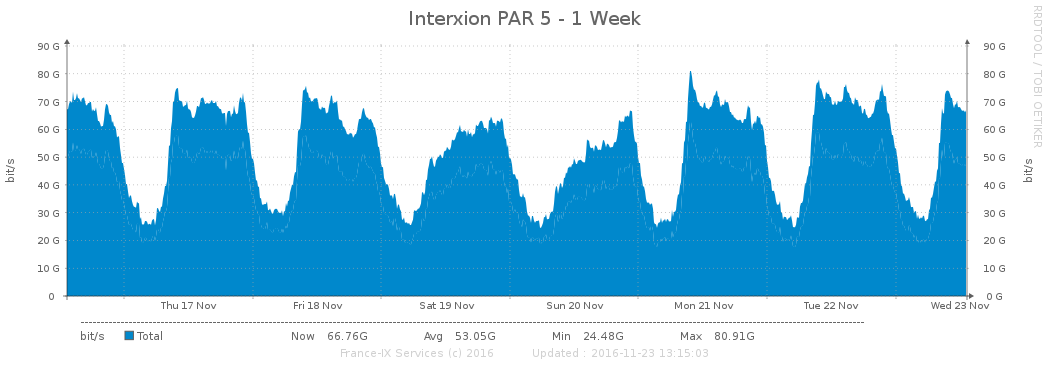 Interxion PAR 5 - 1 Week
RRDTOOL / TOBI OETIKER
bit/s
90 G 90 G
80 G 80 G
70 G 70 G
60 G 60 G
50 G 50 G
40 G 40 G
30 G 30 G
20 G 20 G
10 G 10 G
0 0 G
bit/s
Thu 17 Nov Fri 18 Nov Sat 19 Nov Sun 20 Nov Mon 21 Nov Tue 22 Nov Wed 23 Nov
bit/s Total Now 66.76G Avg 53.05G Min 24.48G Max 80.91G
France-IX Services (c) 2016 Updated : 2016-11-23 13:15:03